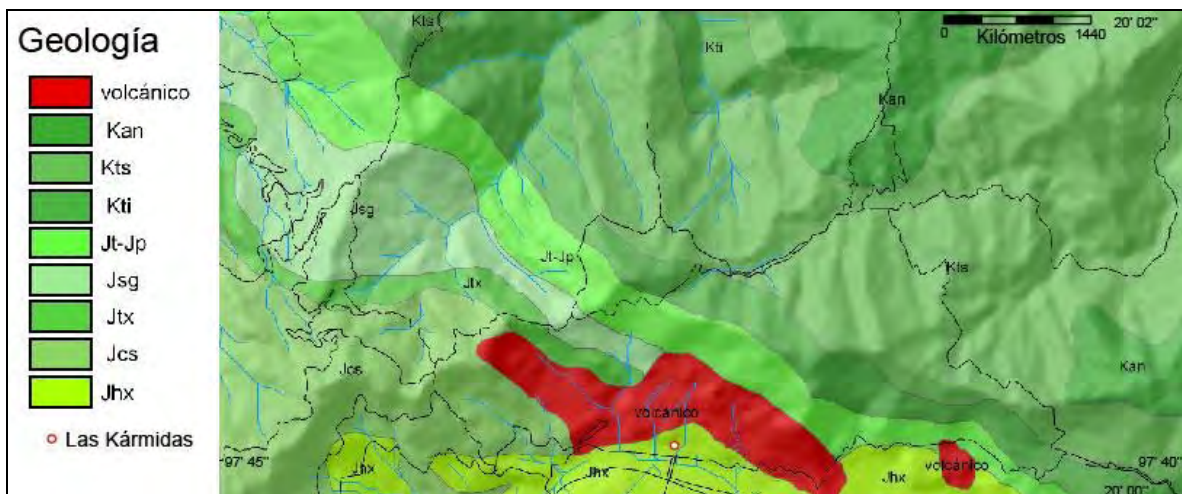 Geología
volcánico
Kan
Kts
Kti
Jt-Jp
Jsg
Jtx
Jcs
Jhx
Las Kármidas
Kts
Kti
0 Kilómetros 1440
20' 02"
Kan
Jsg
Jt-Jp
Jtx
Kts
Jcs
Kan
volcánico
97' 45"
Jhx
Jhx
Jhx
volcánico
97' 40"
20' 00"